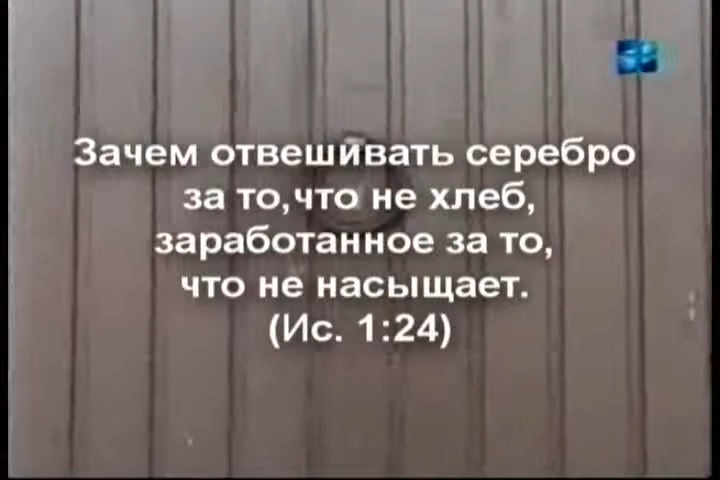 Зачем отвешивать серебро
за то,что не хлеб,
заработанное за то,
что не насыщает.
(Ис. 1:24)